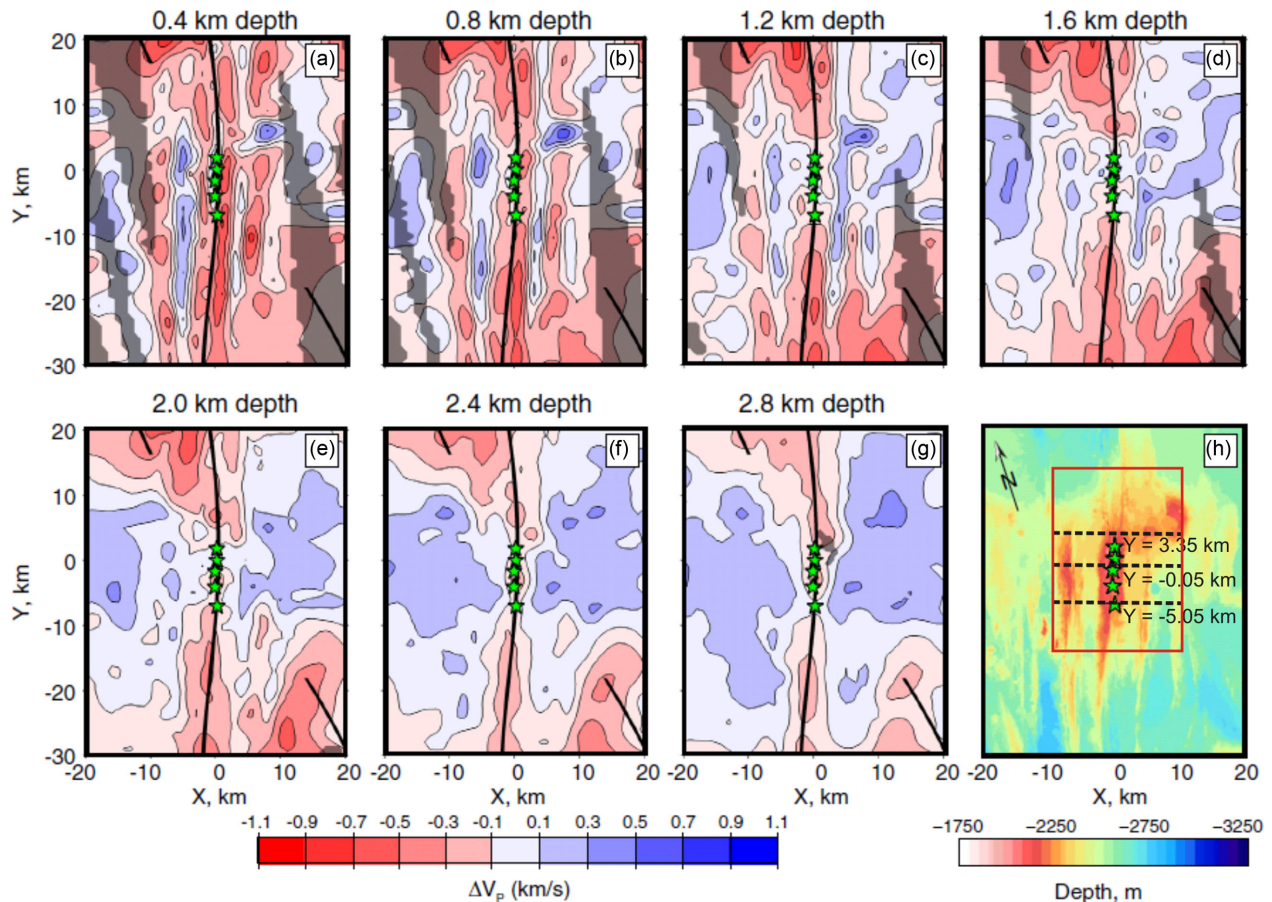 0.4 km depth 0.8 km depth 1.2 km depth 1.6 km depth
(a) (b) (c) (d)
20
10
0
-10
-20
-30
Y, km
2.0 km depth 2.4 km depth 2.8 km depth
(e) (f) (g) (h)
20
10
0
-10
-20
-30
Y, km
N
Y = 3.35 km
Y = -0.05 km
Y = -5.05 km
-20 -10 0 10 20 -10 0 10 20 -10 0 10 20 -10 0 10 20
X, km X, km X, km X, km
-1.1 -0.9 -0.7 -0.5 -0.3 -0.1 0.1 0.3 0.5 0.7 0.9 1.1
ΔVP (km/s)
−1750 −2250 −2750 −3250
Depth, m